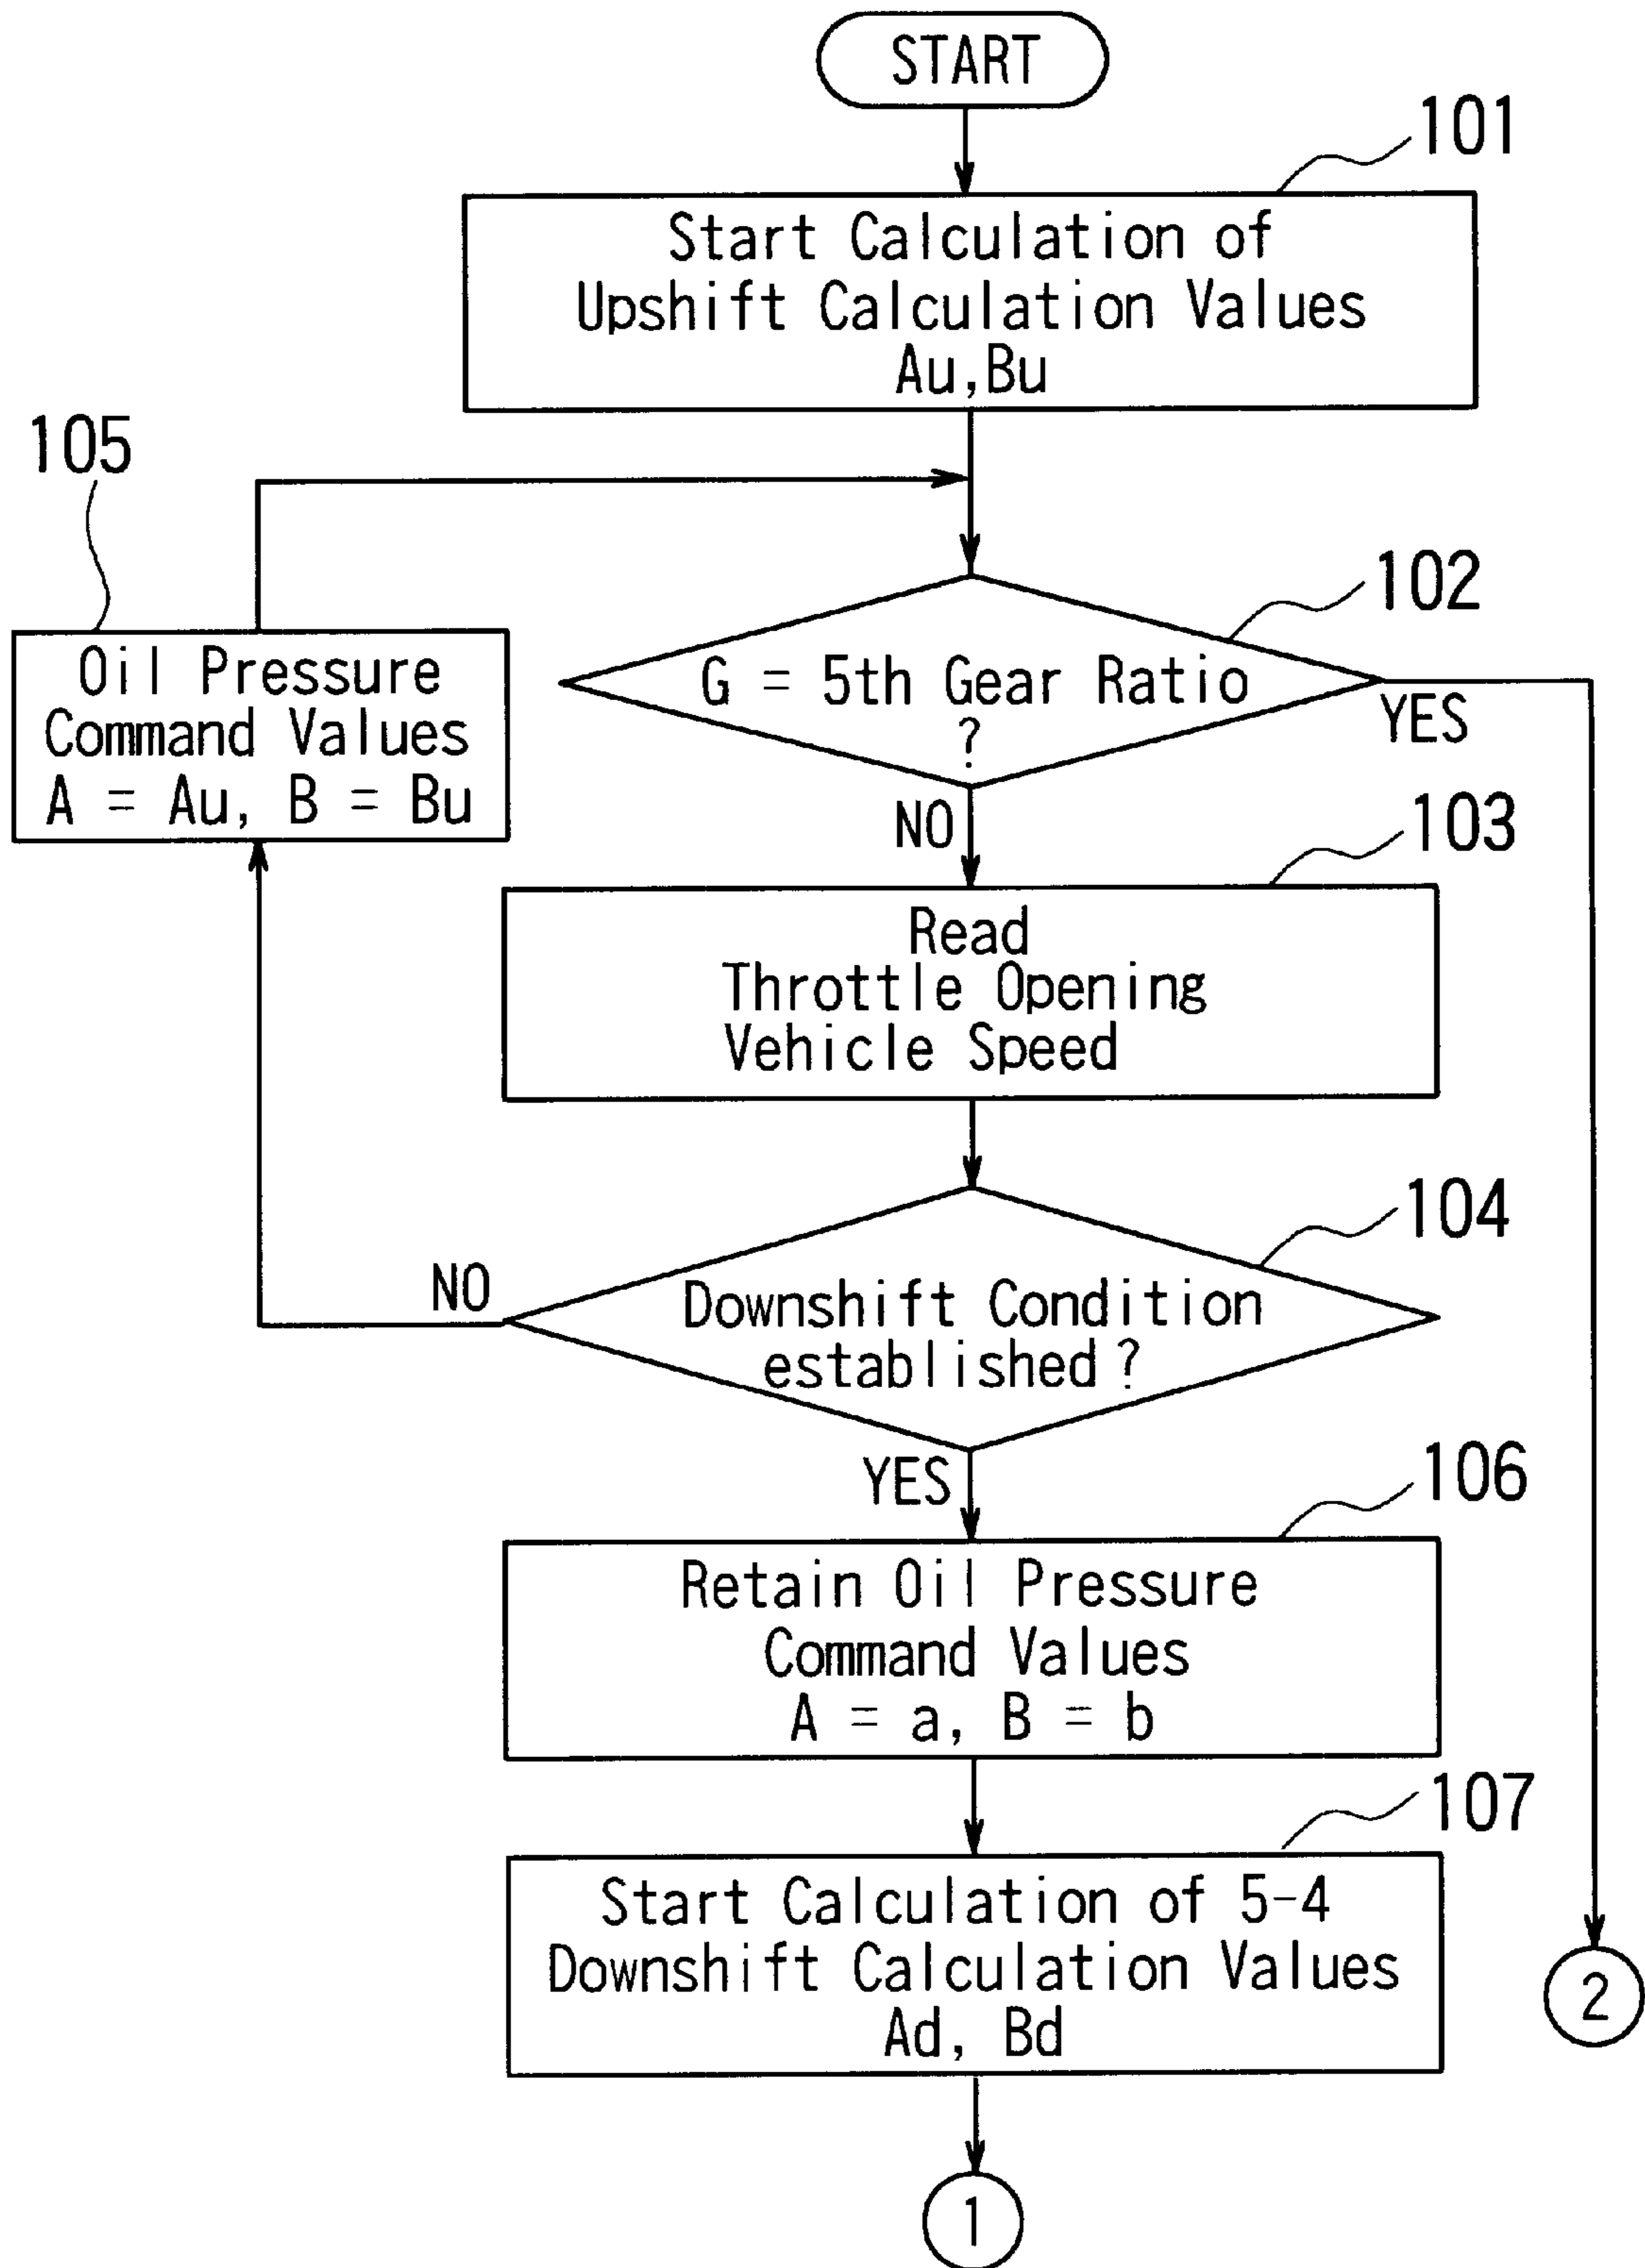 START
101
Start Calculation of
Upshift Calculation Values
Au,Bu
105
102
Oil Pressure
Command Values
A = Au, B = Bu
G = 5th Gear Ratio
?
YES
NO
103
Read
Throttle Opening
Vehicle Speed
104
NO
Downshift Condition
established ?
YES
106
Retain Oil Pressure
Command Values
A = a, B = b
107
Start Calculation of 5-4
Downshift Calculation Values
Ad, Bd
2
1